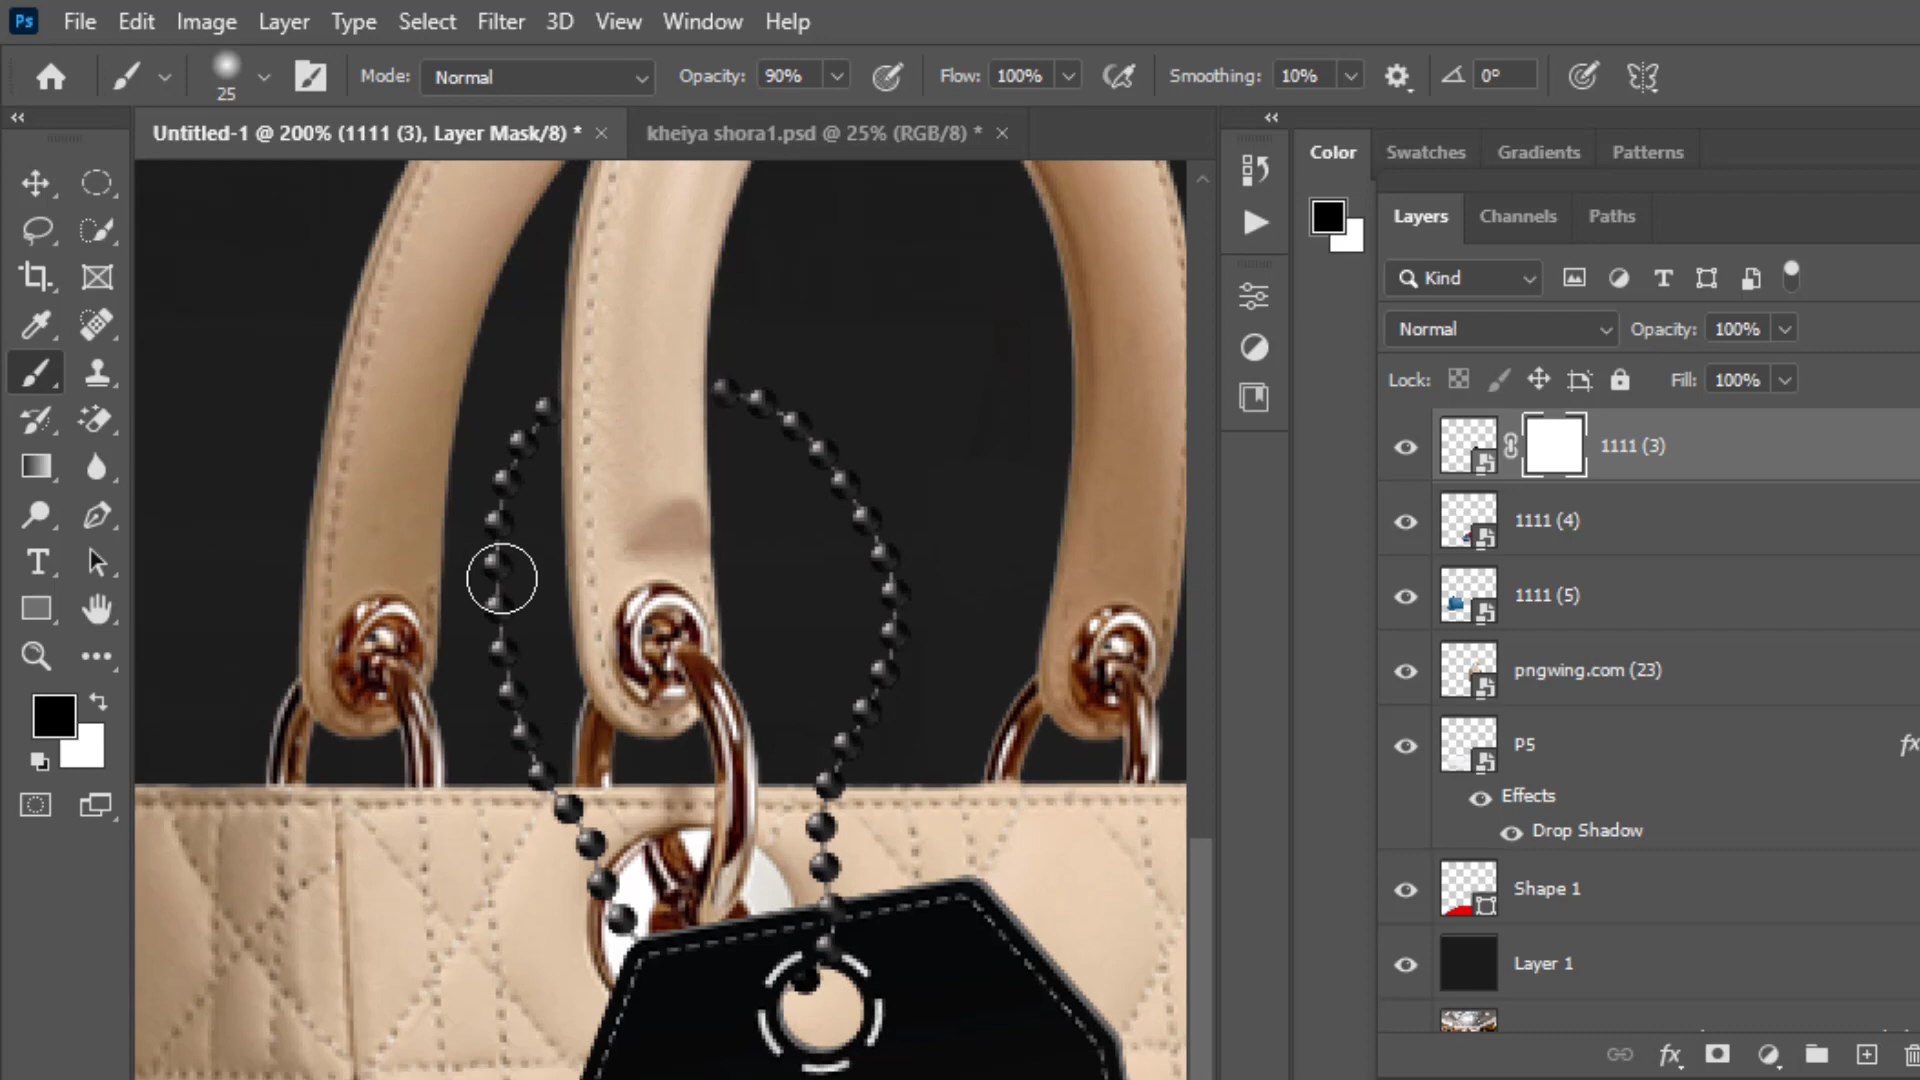 Ps File Edit Image Layer Type Select Filter 3D View Window Help
25 Mode: Normal Opacity: 90% Flow: 100% Smoothing: 10% 0°
Untitled-1 @ 200% (1111 (3), Layer Mask/8) * × kheiya shora1.psd @ 25% (RGB/8) * ×
Color Swatches Gradients Patterns
Layers Channels Paths
Kind
Normal Opacity: 100%
Lock: Fill: 100%
1111 (3)
1111 (4)
1111 (5)
pngwing.com (23)
P5 fx
Effects
Drop Shadow
Shape 1
Layer 1
fx